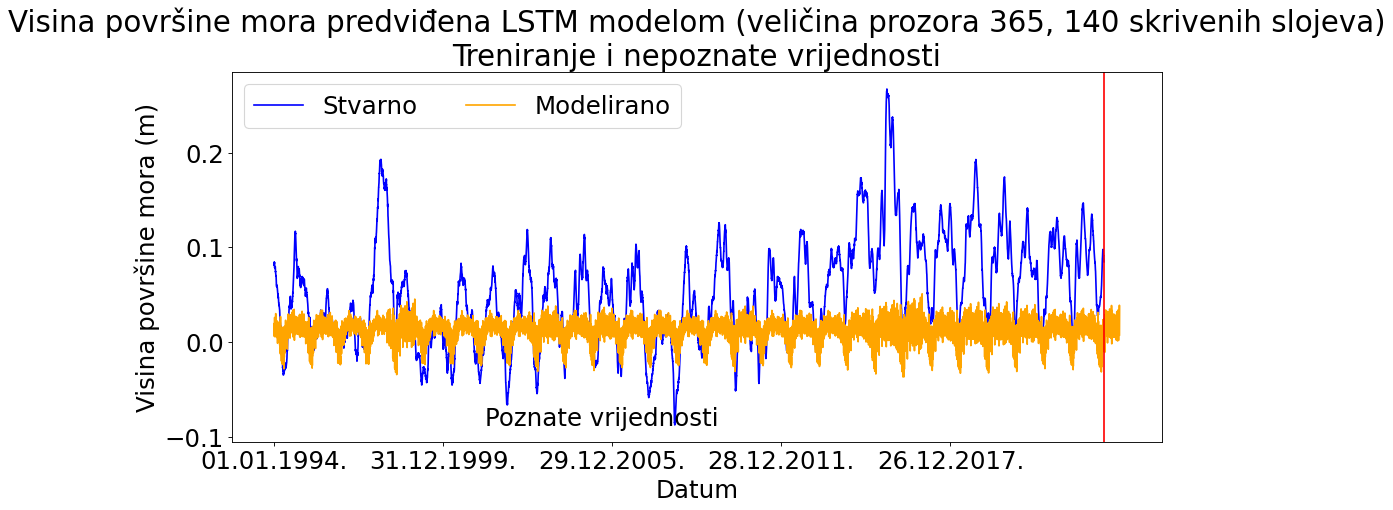 Visina površine mora predviđena LSTM modelom (veličina prozora 365, 140 skrivenih slojeva)
Treniranje i nepoznate vrijednosti
Stvarno
Modelirano
Visina površine mora (m)
0.2
0.1
0.0
−0.1
Poznate vrijednosti
01.01.1994.
31.12.1999.
29.12.2005.
28.12.2011.
26.12.2017.
Datum